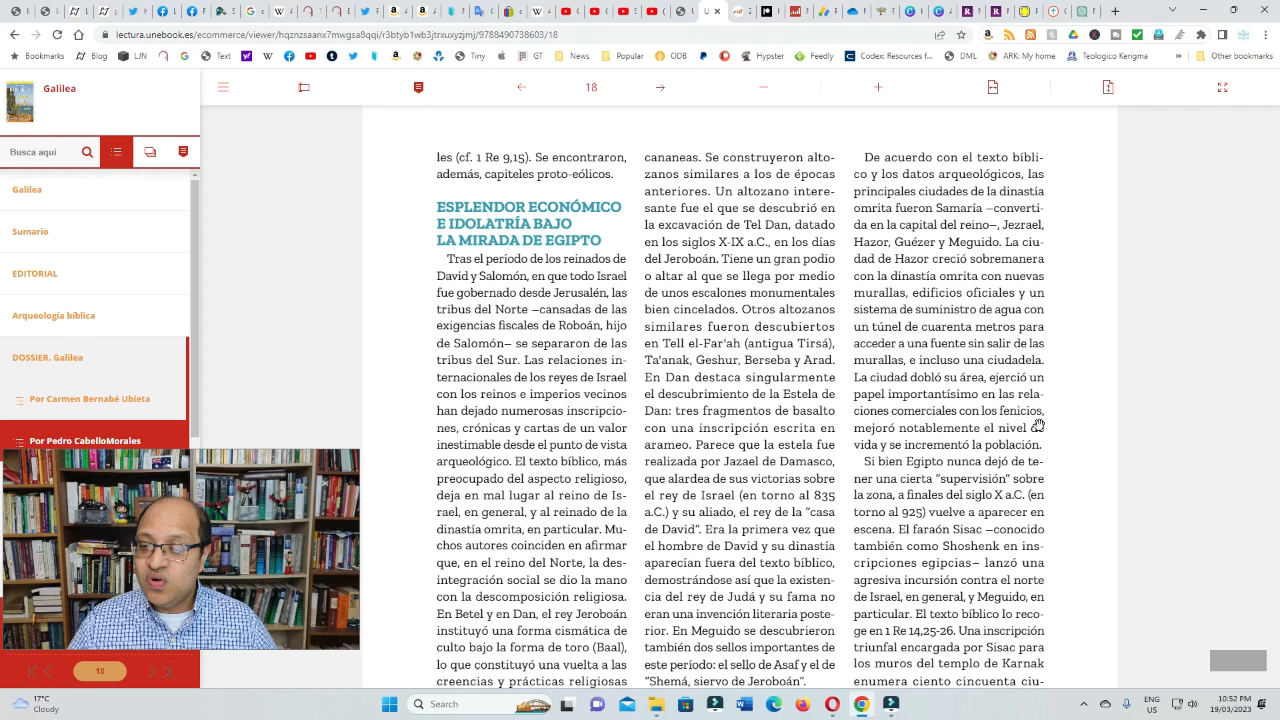 lectura.unebook.es/ecommerce/viewer/hqznzsaanx7mwgsa8qqi/r3btyb1wb3jtrxuxyzjmj/9788490738603/18
Bookmarks
Blog
LJN
G
Text
Tiny
GT
News
Popular
ODB
Hypster
Feedly
Codex Resources f...
DML
ARK: My home
Teologico Kerigma
Other bookmarks
Galilea
18
Busca aquí
Galilea
Sumario
EDITORIAL
Arqueología bíblica
DOSSIER. Galilea
Por Carmen Bernabé Ubieta
Por Pedro CabelloMorales
18
les (cf. 1 Re 9,15). Se encontraron,
además, capiteles proto-eólicos.
ESPLENDOR ECONÓMICO
E IDOLATRÍA BAJO
LA MIRADA DE EGIPTO
Tras el período de los reinados de
David y Salomón, en que todo Israel
fue gobernado desde Jerusalén, las
tribus del Norte –cansadas de las
exigencias fiscales de Roboán, hijo
de Salomón– se separaron de las
tribus del Sur. Las relaciones in-
ternacionales de los reyes de Israel
con los reinos e imperios vecinos
han dejado numerosas inscripcio-
nes, crónicas y cartas de un valor
inestimable desde el punto de vista
arqueológico. El texto bíblico, más
preocupado del aspecto religioso,
deja en mal lugar al reino de Is-
rael, en general, y al reinado de la
dinastía omrita, en particular. Mu-
chos autores coinciden en afirmar
que, en el reino del Norte, la des-
integración social se dio la mano
con la descomposición religiosa.
En Betel y en Dan, el rey Jeroboán
instituyó una forma cismática de
culto bajo la forma de toro (Baal),
lo que constituyó una vuelta a las
creencias y prácticas religiosas
cananeas. Se construyeron alto-
zanos similares a los de épocas
anteriores. Un altozano intere-
sante fue el que se descubrió en
la excavación de Tel Dan, datado
en los siglos X-IX a.C., en los días
del Jeroboán. Tiene un gran podio
o altar al que se llega por medio
de unos escalones monumentales
bien cincelados. Otros altozanos
similares fueron descubiertos
en Tell el-Far'ah (antigua Tirsá),
Ta'anak, Geshur, Berseba y Arad.
En Dan destaca singularmente
el descubrimiento de la Estela de
Dan: tres fragmentos de basalto
con una inscripción escrita en
arameo. Parece que la estela fue
realizada por Jazael de Damasco,
que alardea de sus victorias sobre
el rey de Israel (en torno al 835
a.C.) y su aliado, el rey de la “casa
de David”. Era la primera vez que
el hombre de David y su dinastía
aparecían fuera del texto bíblico,
demostrándose así que la existen-
cia del rey de Judá y su fama no
eran una invención literaria poste-
rior. En Meguido se descubrieron
también dos sellos importantes de
este período: el sello de Asaf y el de
“Shemá, siervo de Jeroboán”.
De acuerdo con el texto bíbli-
co y los datos arqueológicos, las
principales ciudades de la dinastía
omrita fueron Samaría –converti-
da en la capital del reino–, Jezrael,
Hazor, Guézer y Meguido. La ciu-
dad de Hazor creció sobremanera
con la dinastía omrita con nuevas
murallas, edificios oficiales y un
sistema de suministro de agua con
un túnel de cuarenta metros para
acceder a una fuente sin salir de las
murallas, e incluso una ciudadela.
La ciudad dobló su área, ejerció un
papel importantísimo en las rela-
ciones comerciales con los fenicios,
mejoró notablemente el nivel
vida y se incrementó la población.
Si bien Egipto nunca dejó de te-
ner una cierta “supervisión” sobre
la zona, a finales del siglo X a.C. (en
torno al 925) vuelve a aparecer en
escena. El faraón Sisac –conocido
también como Shoshenk en ins-
cripciones egipcias– lanzó una
agresiva incursión contra el norte
de Israel, en general, y Meguido, en
particular. El texto bíblico lo reco-
ge en 1 Re 14,25-26. Una inscripción
triunfal encargada por Sisac para
los muros del templo de Karnak
enumera ciento cincuenta ciu-
17°C
Cloudy
Search
ENG
US
10:52 PM
19/03/2023